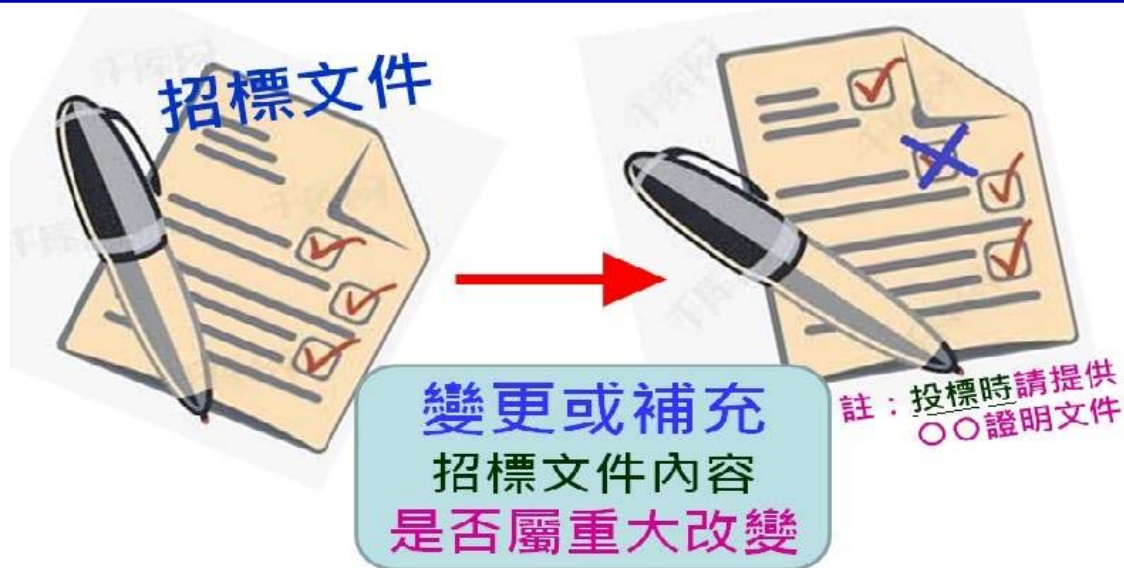 招標文件
變更或補充
招標文件內容
是否屬重大改變
註：投標時請提供
○○證明文件